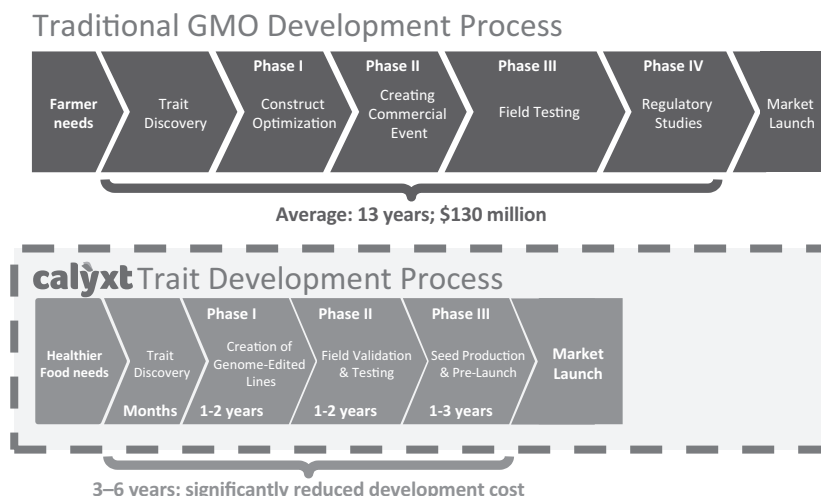 Traditional GMO Development Process
Farmer
needs
Trait
Discovery
Phase I
Construct
Optimization
Phase II
Creating
Commercial
Event
Phase III
Field Testing
Phase IV
Regulatory
Studies
Market
Launch
Average: 13 years; $130 million
calyxt Trait Development Process
Healthier
Food needs
Trait
Discovery
Months
Phase I
Creation of
Genome-Edited
Lines
1-2 years
Phase II
Field Validation
& Testing
1-2 years
Phase III
Seed Production
& Pre-Launch
1-3 years
Market
Launch
3–6 years; significantly reduced development cost